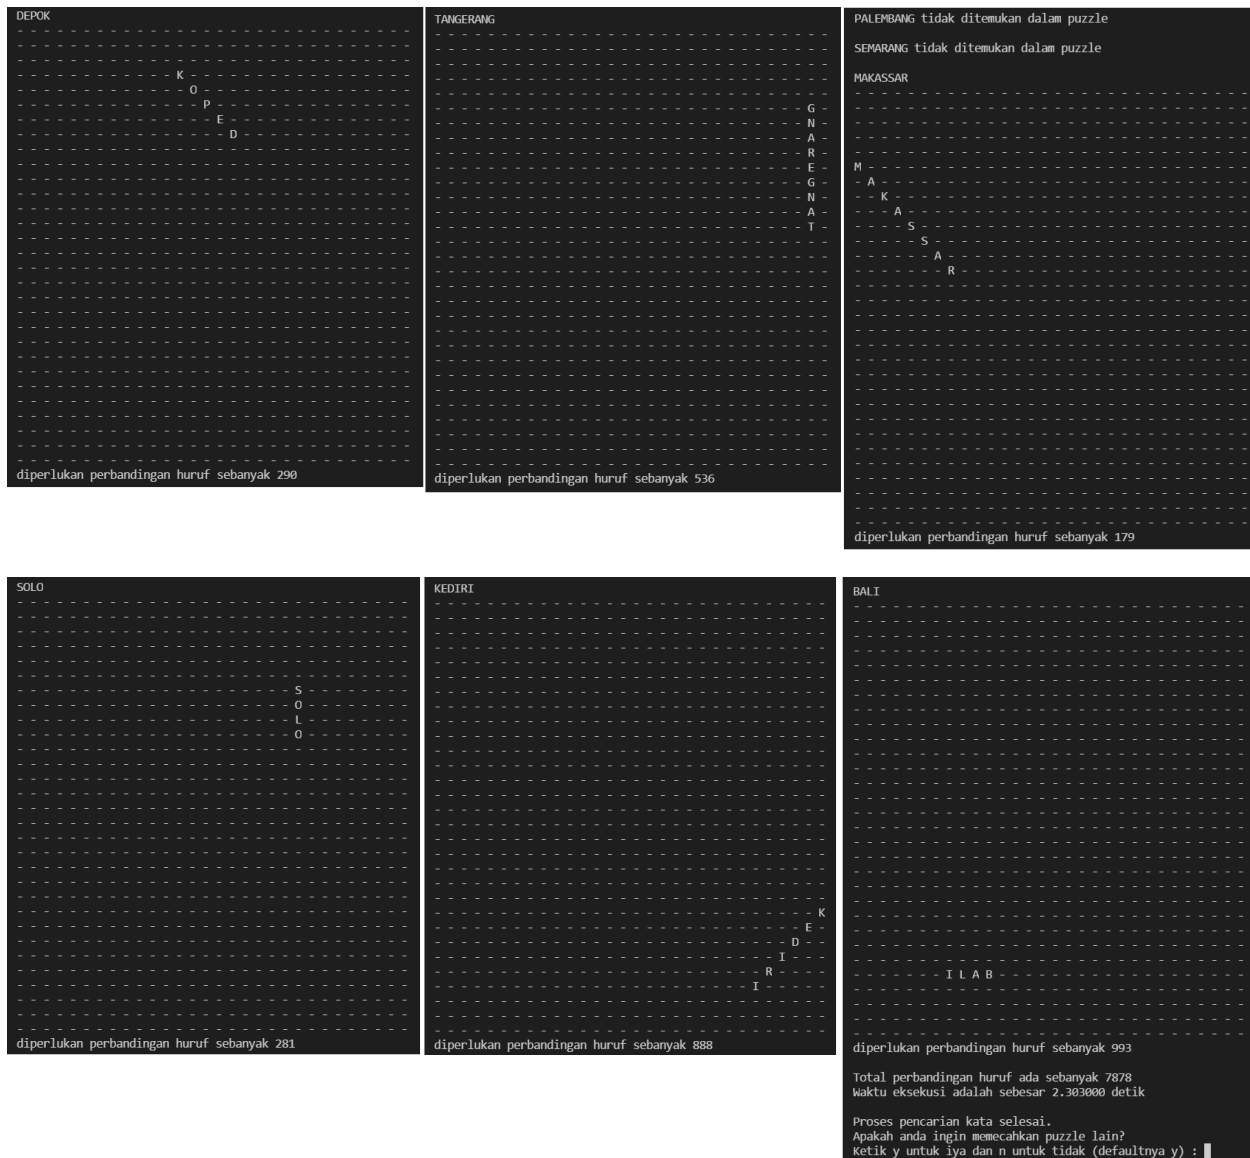 DEPOK
K
O
P
E
D
diperlukan perbandingan huruf sebanyak 290
TANGERANG
G
N
A
R
E
G
N
A
T
diperlukan perbandingan huruf sebanyak 536
PALEMBANG tidak ditemukan dalam puzzle
SEMARANG tidak ditemukan dalam puzzle
MAKASSAR
M
A
K
A
S
S
A
R
diperlukan perbandingan huruf sebanyak 179
SOLO
S
O
L
O
diperlukan perbandingan huruf sebanyak 281
KEDIRI
K
E
D
I
R
I
diperlukan perbandingan huruf sebanyak 888
BALI
I L A B
diperlukan perbandingan huruf sebanyak 993
Total perbandingan huruf ada sebanyak 7878
Waktu eksekusi adalah sebesar 2.303000 detik
Proses pencarian kata selesai.
Apakah anda ingin memecahkan puzzle lain?
Ketik y untuk iya dan n untuk tidak (defaultnya y) :